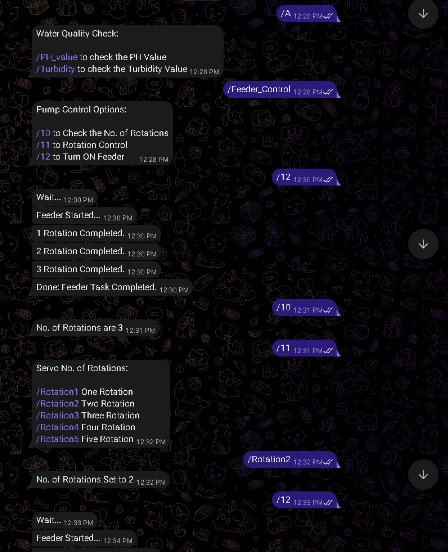 /A 12:28 PM
Water Quality Check:
/PH_value to check the PH Value
/Turbidity to check the Turbidity Value 12:28 PM
/Feeder_Control 12:28 PM
Pump Control Options:
/10 to Check the No. of Rotations
/11 to Rotation Control
/12 to Turn ON Feeder 12:28 PM
/12 12:30 PM
Wait... 12:30 PM
Feeder Started... 12:30 PM
1 Rotation Completed. 12:30 PM
2 Rotation Completed. 12:30 PM
3 Rotation Completed. 12:30 PM
Done: Feeder Task Completed. 12:30 PM
/10 12:31 PM
No. of Rotations are 3 12:31 PM
/11 12:31 PM
Servo No. of Rotations:
/Rotation1 One Rotation
/Rotation2 Two Rotation
/Rotation3 Three Rotation
/Rotation4 Four Rotation
/Rotation5 Five Rotation 12:32 PM
/Rotation2 12:32 PM
No. of Rotations Set to 2 12:32 PM
/12 12:33 PM
Wait... 12:33 PM
Feeder Started... 12:34 PM